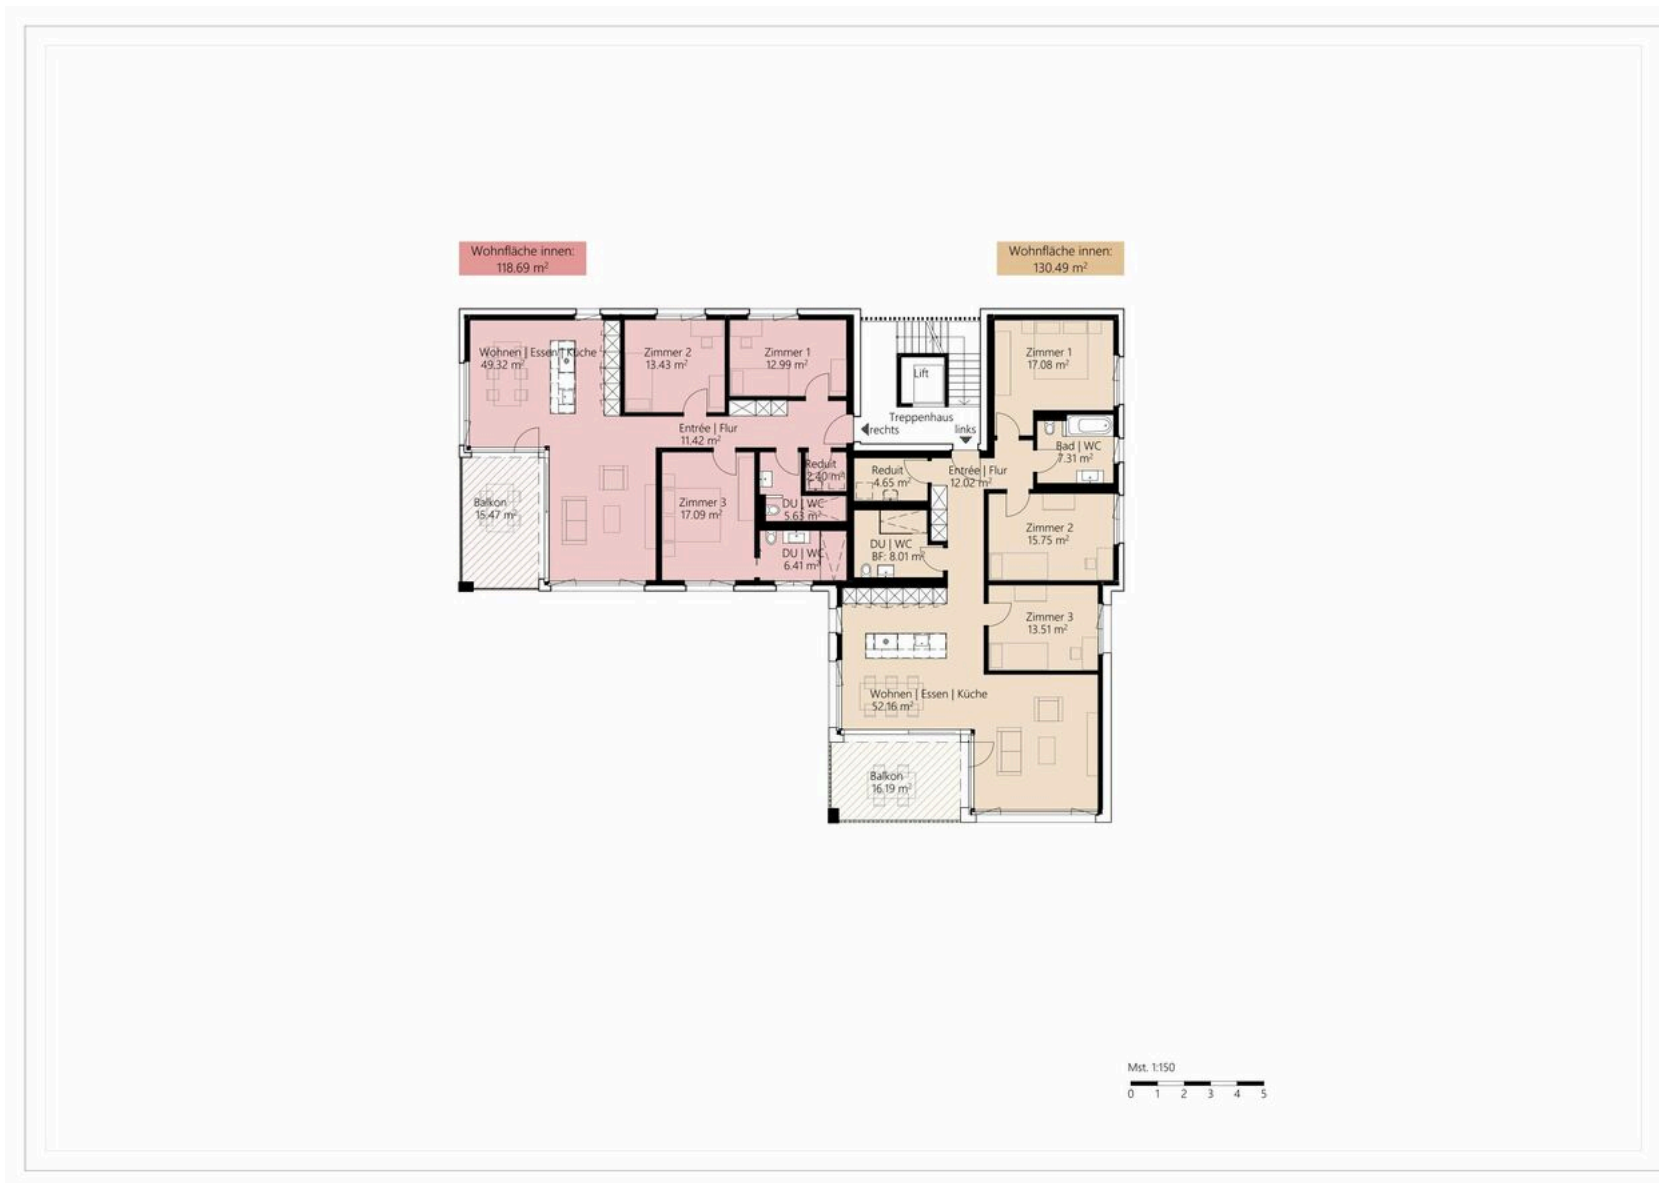 Wohnfläche innen:
118.69 m²
Wohnfläche innen:
130.49 m²
Wohnen | Essen | Küche
49.32 m²
Zimmer 2
13.43 m²
Zimmer 1
12.99 m²
Lift
Treppenhaus
rechts
links
Zimmer 1
17.08 m²
Entrée | Flur
11.42 m²
Bad | WC
7.31 m²
Reduit
2.40 m²
Reduit
4.65 m²
Entrée | Flur
12.02 m²
Balkon
15.47 m²
Zimmer 3
17.09 m²
DU | WC
5.63 m²
Zimmer 2
15.75 m²
DU | WC
6.41 m²
DU | WC
BF: 8.01 m²
Zimmer 3
13.51 m²
Wohnen | Essen | Küche
52.16 m²
Balkon
16.19 m²
Mst. 1:150
0 1 2 3 4 5